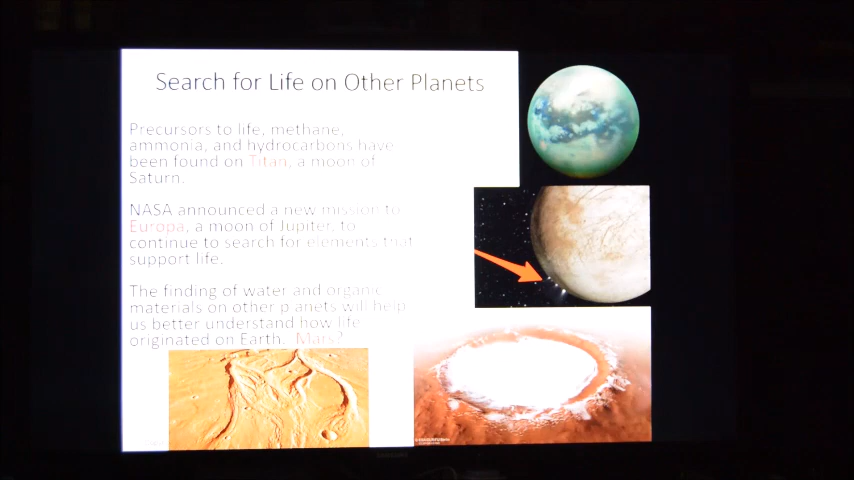 Search for Life on Other Planets
Precursors to life, methane,
ammonia, and hydrocarbons have
been found on Titan, a moon of
Saturn.
NASA announced a new mission to
Europa, a moon of Jupiter, to
continue to search for elements that
support life.
The finding of water and organic
materials on other planets will help
us better understand how life
originated on Earth. Mars?